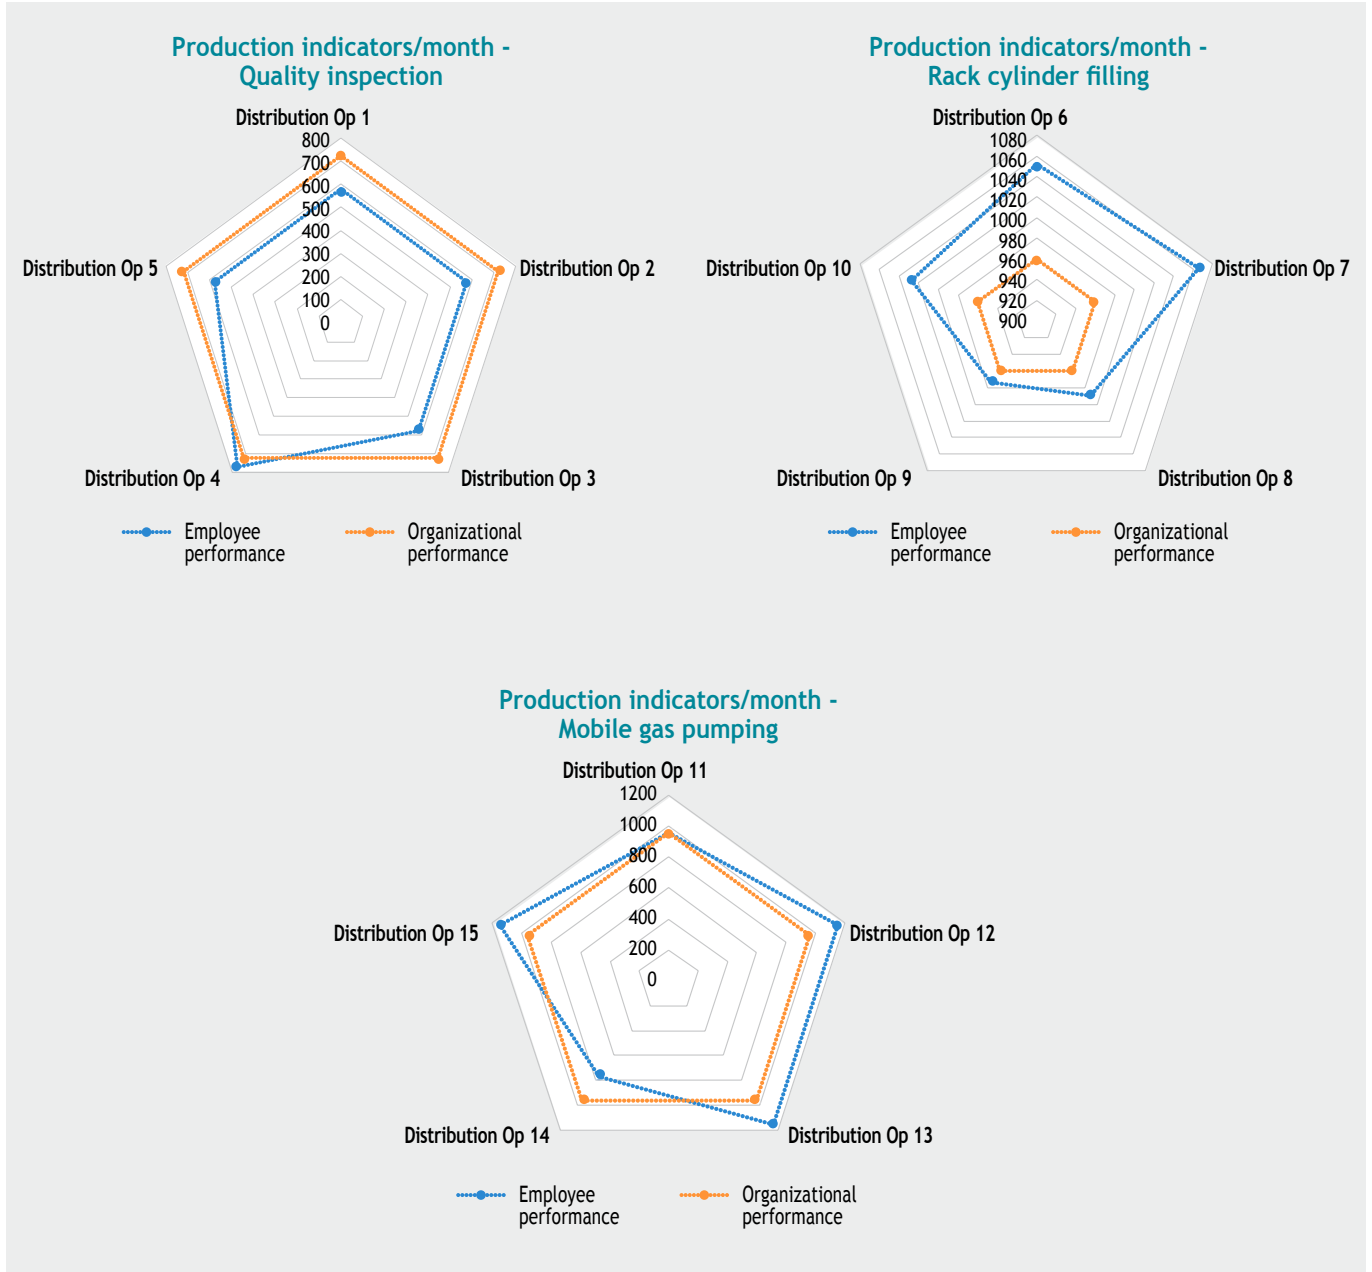 Production indicators/month -
Quality inspection
Distribution Op 1
800
700
600
500
400
300
200
100
0
Distribution Op 5
Distribution Op 2
Distribution Op 4
Distribution Op 3
Employee
performance
Organizational
performance
Production indicators/month -
Rack cylinder filling
Distribution Op 6
1080
1060
1040
1020
1000
980
960
940
920
900
Distribution Op 10
Distribution Op 7
Distribution Op 9
Distribution Op 8
Employee
performance
Organizational
performance
Production indicators/month -
Mobile gas pumping
Distribution Op 11
1200
1000
800
600
400
200
0
Distribution Op 15
Distribution Op 12
Distribution Op 14
Distribution Op 13
Employee
performance
Organizational
performance